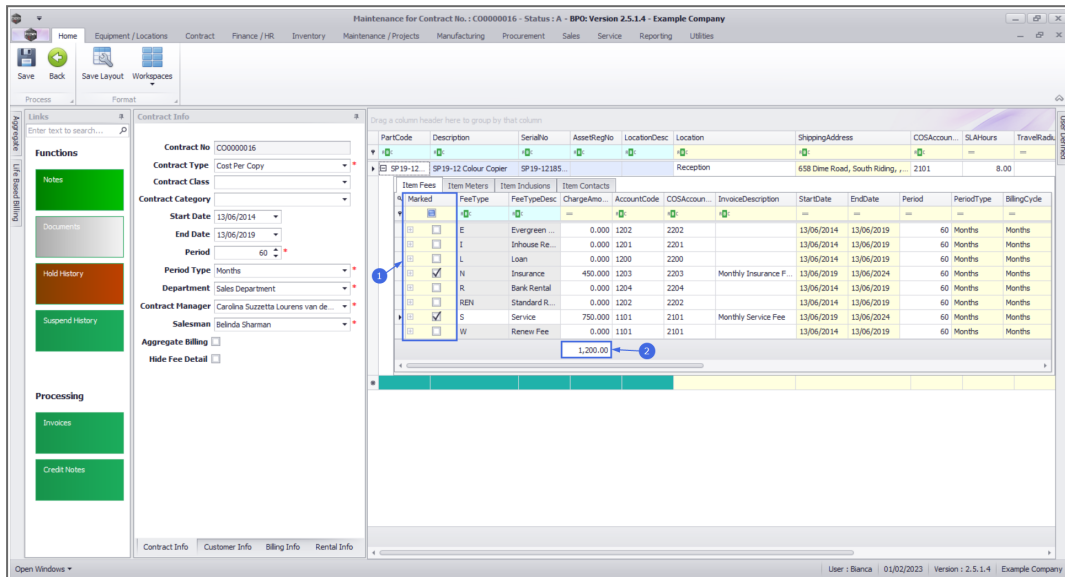 Maintenance for Contract No. : CO0000016 - Status : A - BPO: Version 2.5.1.4 - Example Company
Home Equipment / Locations Contract Finance / HR Inventory Maintenance / Projects Manufacturing Procurement Sales Service Reporting Utilities
Save Back Save Layout Workspaces
Process Format
Aggregate
Life Based Billing
Links
Enter text to search...
Functions
Notes
Documents
Hold History
Suspend History
Processing
Invoices
Credit Notes
Contract Info
Contract No CO0000016
Contract Type Cost Per Copy *
Contract Class
Contract Category
Start Date 13/06/2014
End Date 13/06/2019
Period 60 *
Period Type Months *
Department Sales Department *
Contract Manager Carolina Suzzetta Lourens van de... *
Salesman Belinda Sharman *
Aggregate Billing
Hide Fee Detail
Contract Info Customer Info Billing Info Rental Info
Drag a column header here to group by that column
User Defined
PartCode Description SerialNo AssetRegNo LocationDesc Location ShippingAddress COSAccoun... SLAHours TravelRadiu
SP19-12... SP19-12 Colour Copier SP19-12185... Reception 658 Dime Road, South Riding, ,... 2101 8.00
Item Fees Item Meters Item Inclusions Item Contacts
Marked FeeType FeeTypeDesc ChargeAmo... AccountCode COSAccoun... InvoiceDescription StartDate EndDate Period PeriodType BillingCycle
E Evergreen ... 0.000 1202 2202 13/06/2014 13/06/2019 60 Months Months
I Inhouse Re... 0.000 1201 2201 13/06/2014 13/06/2019 60 Months Months
L Loan 0.000 1200 2200 13/06/2014 13/06/2019 60 Months Months
1 N Insurance 450.000 1203 2203 Monthly Insurance F... 13/06/2019 13/06/2024 60 Months Months
R Bank Rental 0.000 1204 2204 13/06/2014 13/06/2019 60 Months Months
REN Standard R... 0.000 1202 2202 13/06/2014 13/06/2019 60 Months Months
S Service 750.000 1101 2101 Monthly Service Fee 13/06/2019 13/06/2024 60 Months Months
W Renew Fee 0.000 1101 2101 13/06/2014 13/06/2019 60 Months Months
1,200.00 2
Open Windows User : Bianca 01/02/2023 Version : 2.5.1.4 Example Company